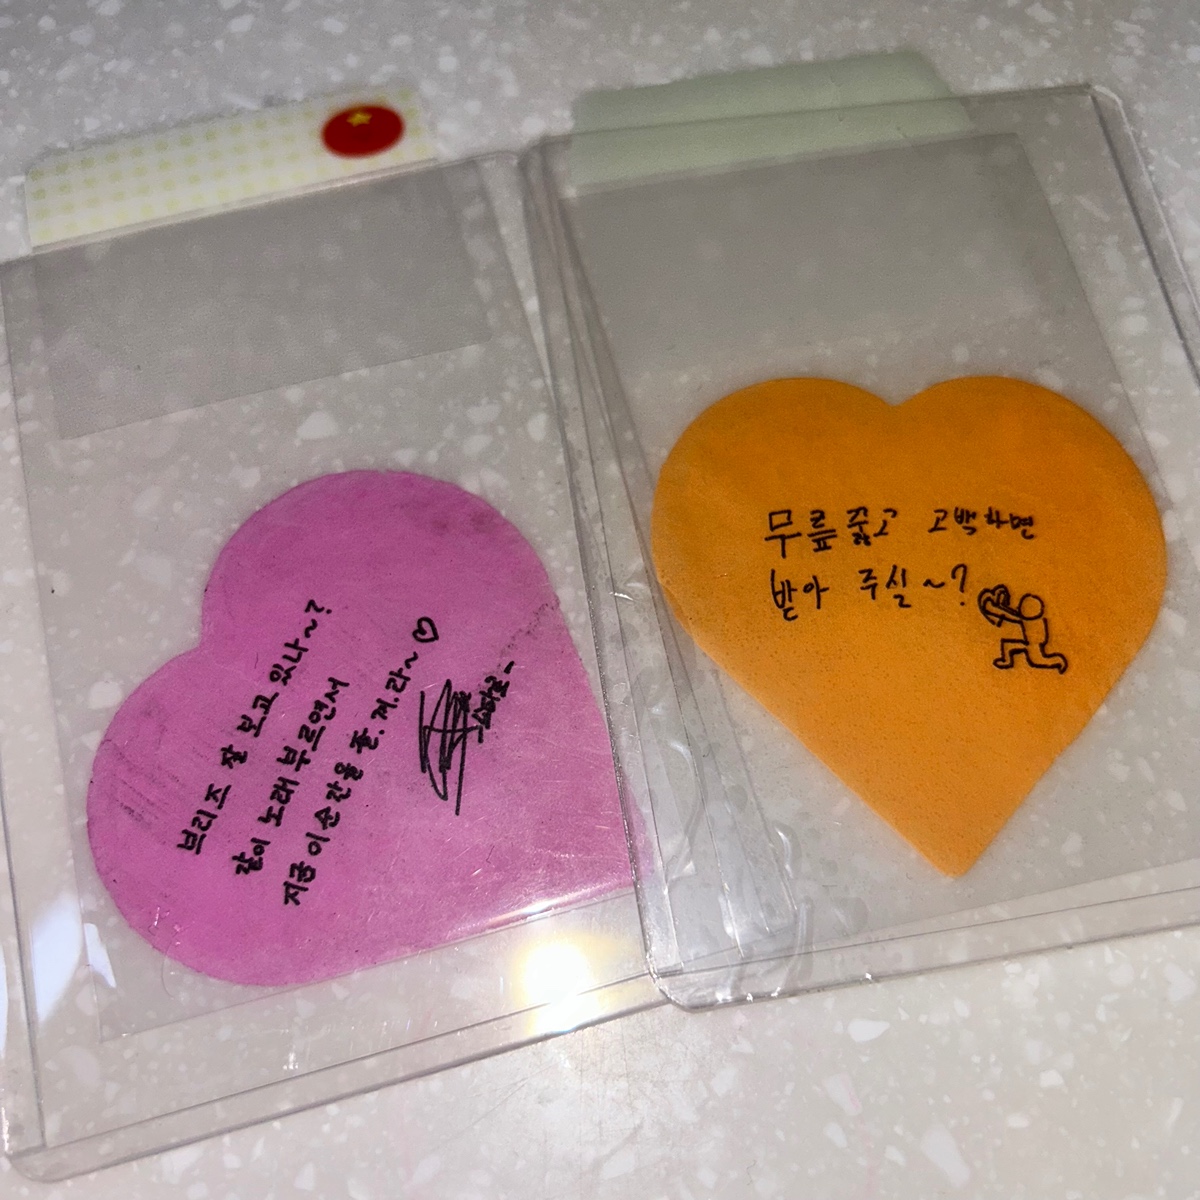 브리즈 잘 보고 있나~?
같이 노래 부르면서
지금 이 순간을 즐.겨.라~♡
무릎 꿇고 고백하면
받아 주실~?